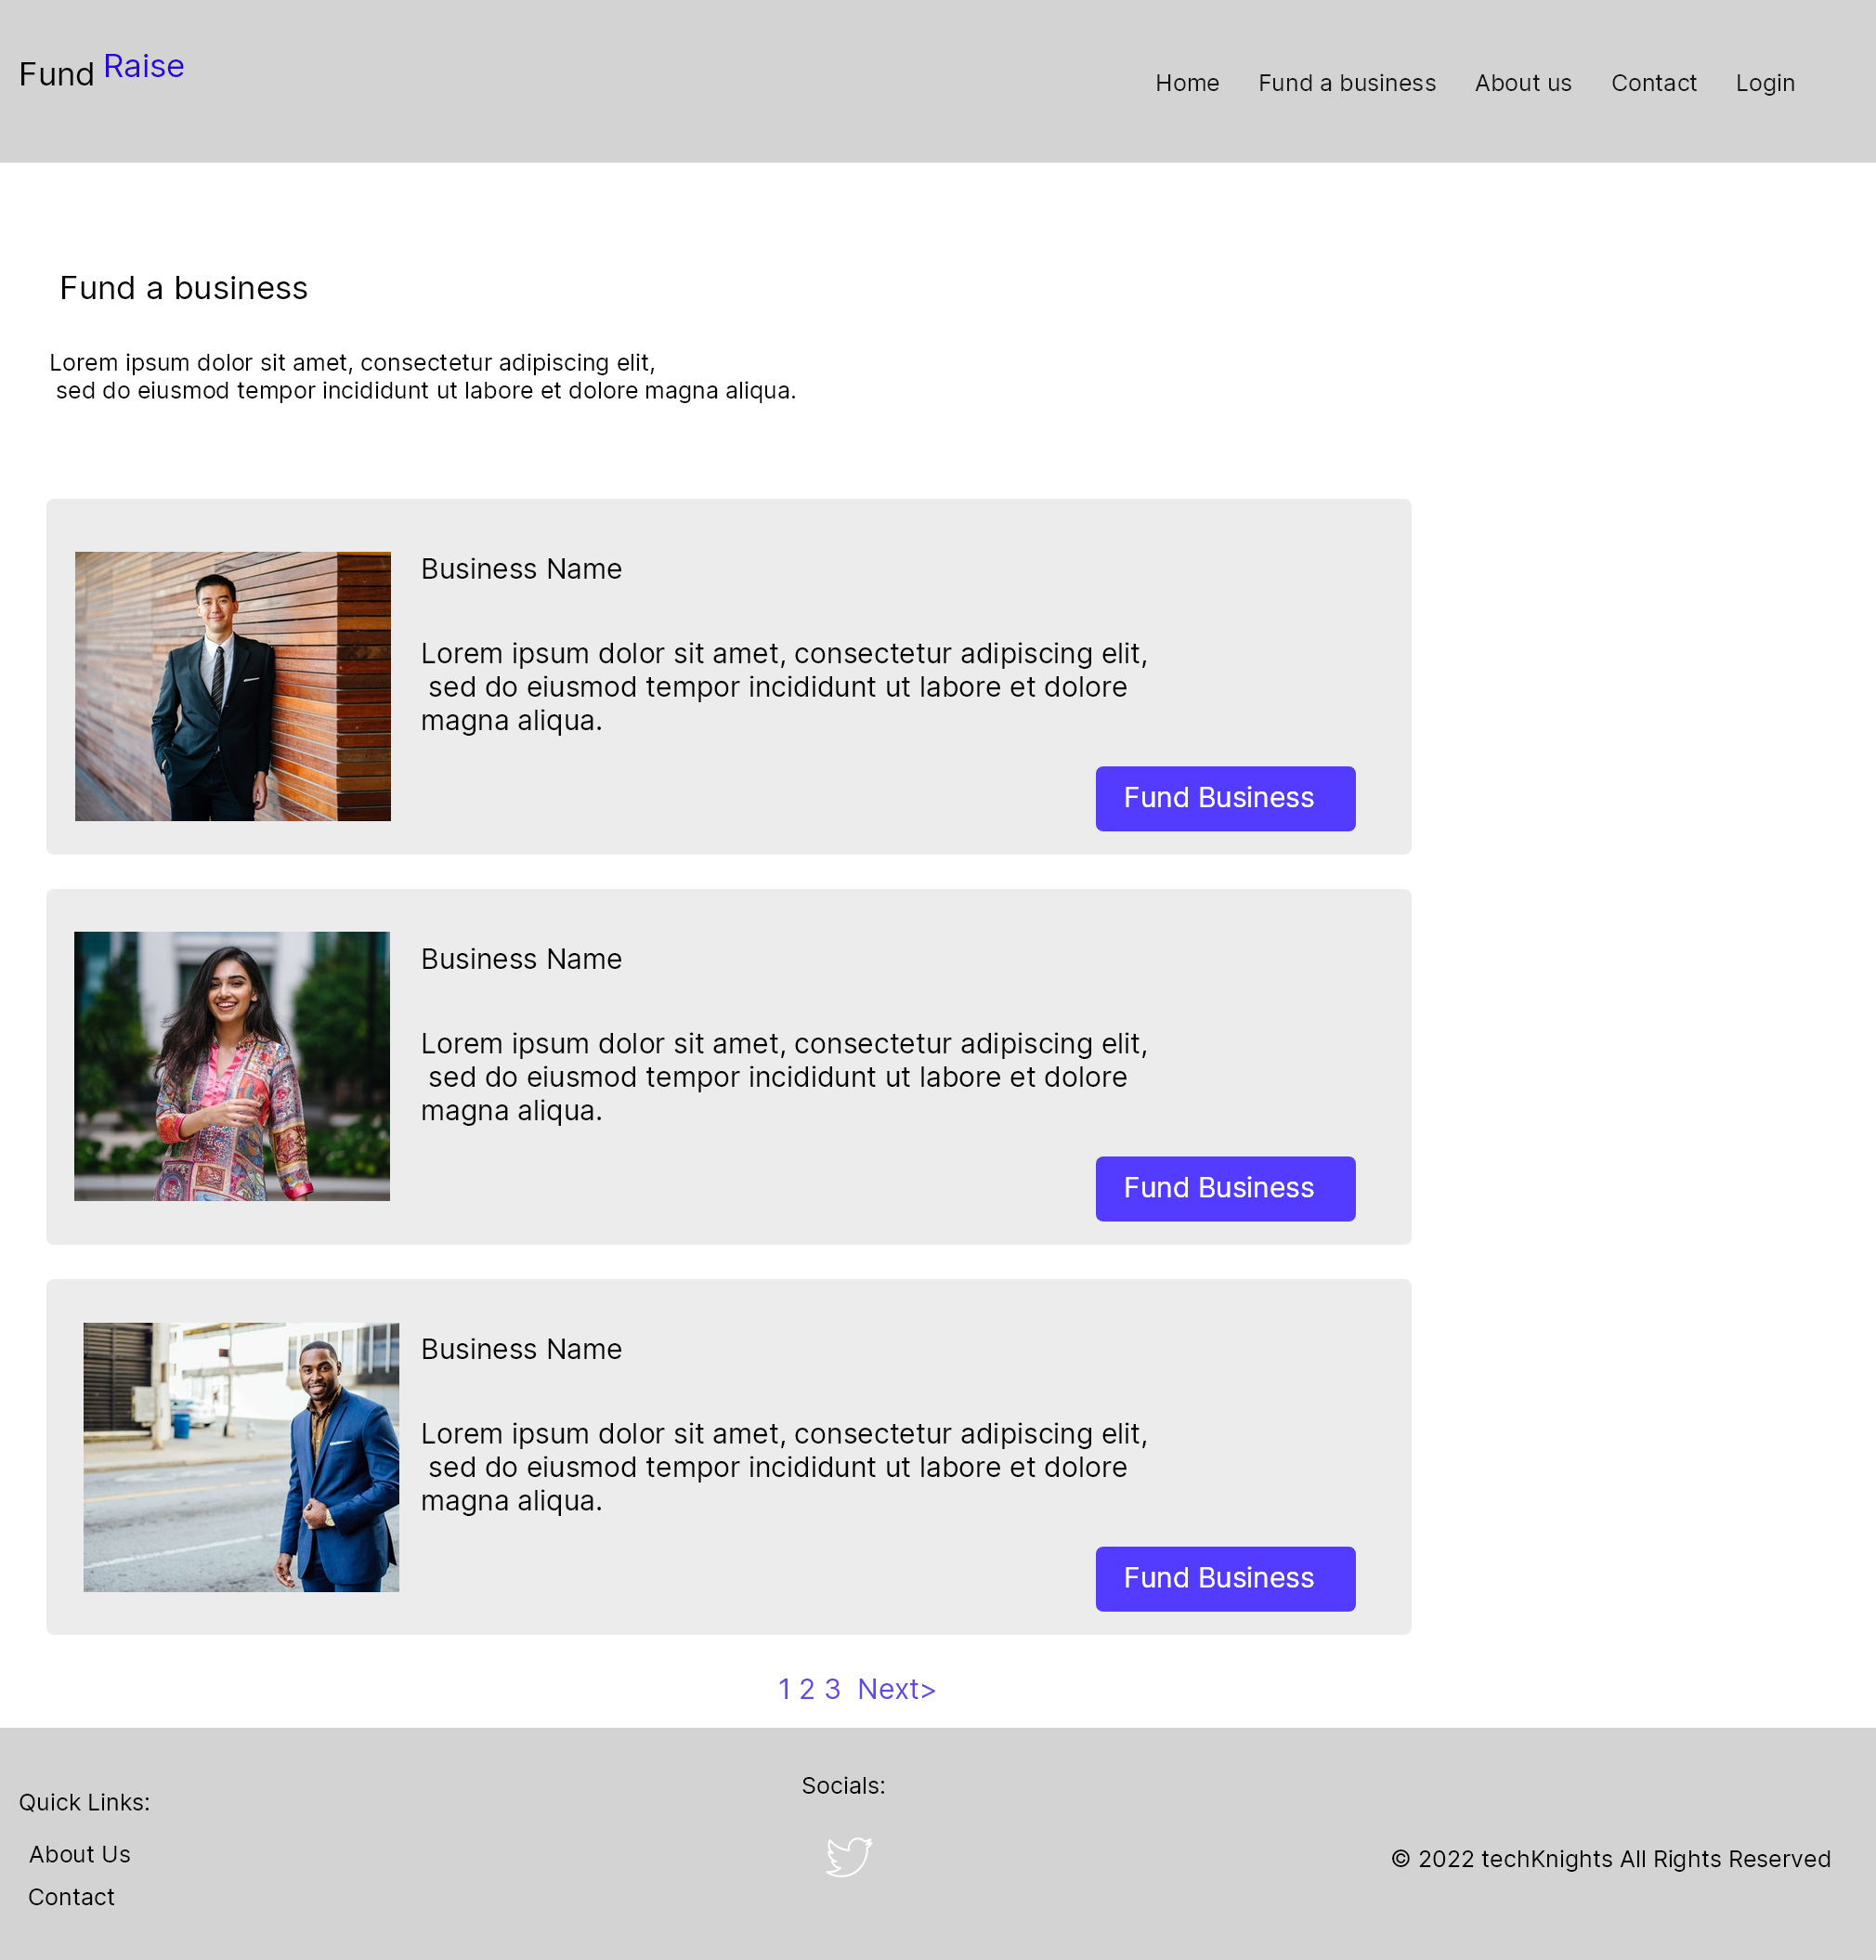 Fund Raise
Home Fund a business About us Contact Login
Fund a business
Lorem ipsum dolor sit amet, consectetur adipiscing elit,
sed do eiusmod tempor incididunt ut labore et dolore magna aliqua.
Business Name
Lorem ipsum dolor sit amet, consectetur adipiscing elit,
sed do eiusmod tempor incididunt ut labore et dolore
magna aliqua.
Fund Business
Business Name
Lorem ipsum dolor sit amet, consectetur adipiscing elit,
sed do eiusmod tempor incididunt ut labore et dolore
magna aliqua.
Fund Business
Business Name
Lorem ipsum dolor sit amet, consectetur adipiscing elit,
sed do eiusmod tempor incididunt ut labore et dolore
magna aliqua.
Fund Business
1 2 3 Next>
Quick Links:
About Us
Contact
Socials:
© 2022 techKnights All Rights Reserved